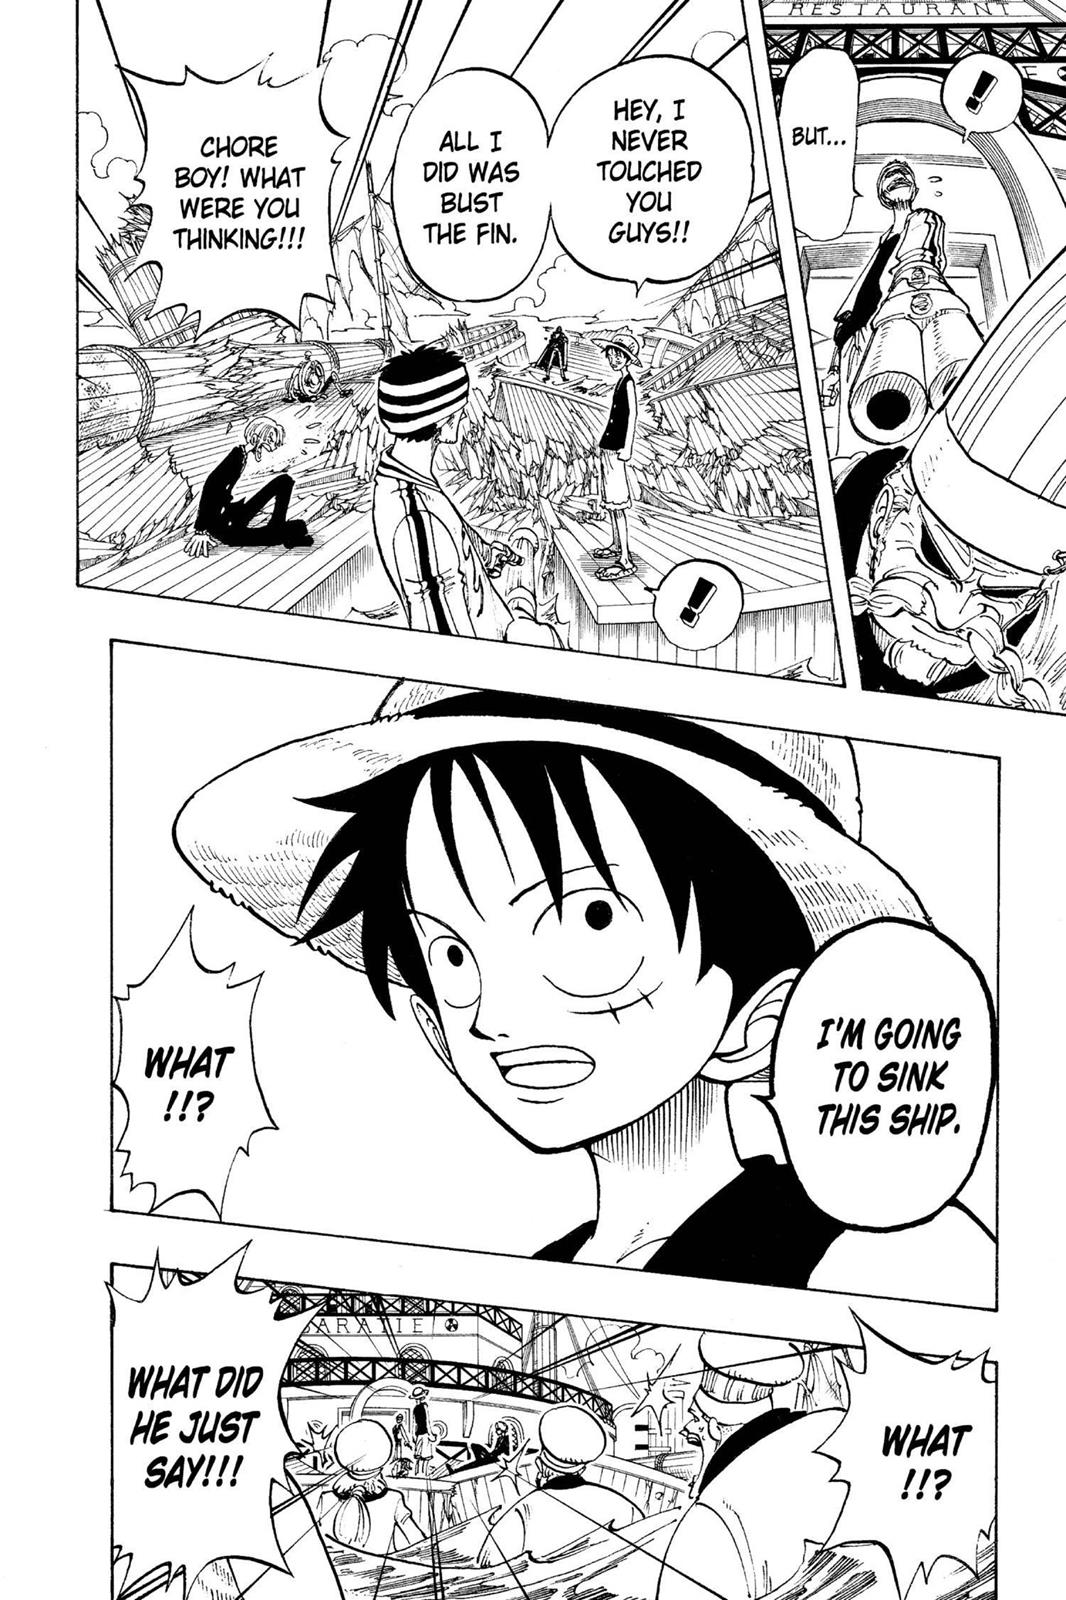 RESTAURANT
!
BUT...
HEY, I
NEVER
TOUCHED
YOU
GUYS!!
ALL I
DID WAS
BUST
THE FIN.
CHORE
BOY! WHAT
WERE YOU
THINKING!!!
!
I'M GOING
TO SINK
THIS SHIP.
WHAT
!!?
WHAT
!!?
BARATIE
WHAT DID
HE JUST
SAY!!!